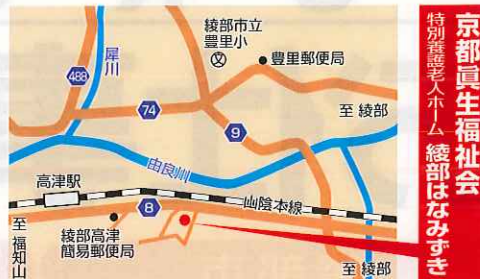 京都眞生福祉会
特別養護老人ホーム 綾部はなみずき
綾部市立
豊里小
文
豊里郵便局
犀川
488
74
9
至 綾部
由良川
高津駅
8
山陰本線
綾部高津
簡易郵便局
至 福知山
至 綾部